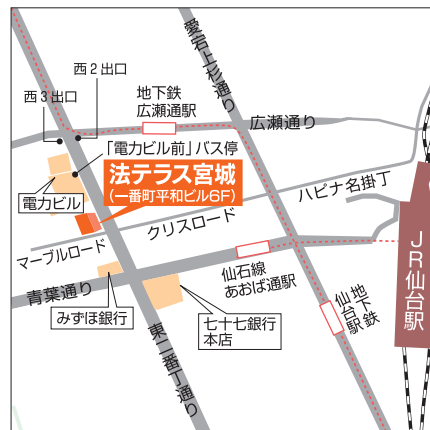 愛宕上杉通り
西2出口
西3出口
地下鉄
広瀬通駅
広瀬通り
「電力ビル前」バス停
法テラス宮城
(一番町平和ビル6F)
電力ビル
ハピナ名掛丁
クリスロード
マーブルロード
JR仙台駅
仙石線
あおば通駅
青葉通り
みずほ銀行
七十七銀行
本店
地下鉄
仙台駅
東二番丁通り